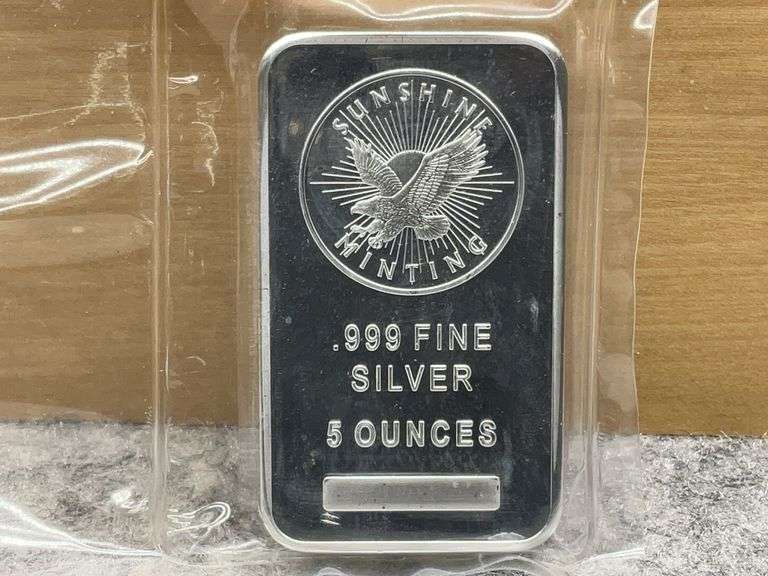 SUNSHINE
MINTING
.999 FINE
SILVER
5 OUNCES